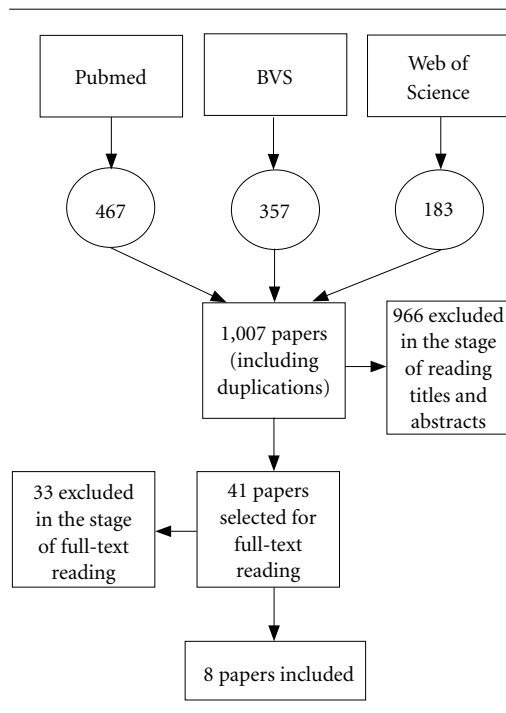 Pubmed
BVS
Web of
Science
467
357
183
1,007 papers
(including
duplications)
966 excluded
in the stage
of reading
titles and
abstracts
33 excluded
in the stage
of full-text
reading
41 papers
selected for
full-text
reading
8 papers included